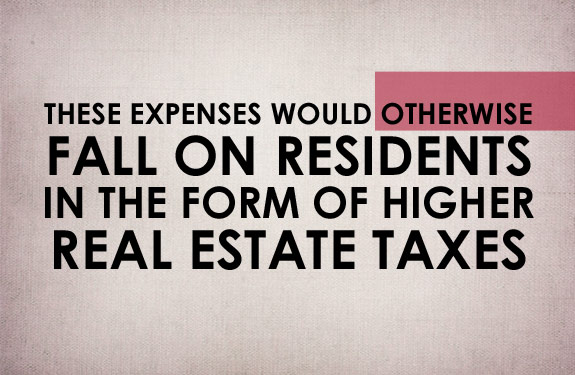 THESE EXPENSES WOULD OTHERWISE
FALL ON RESIDENTS
IN THE FORM OF HIGHER
REAL ESTATE TAXES